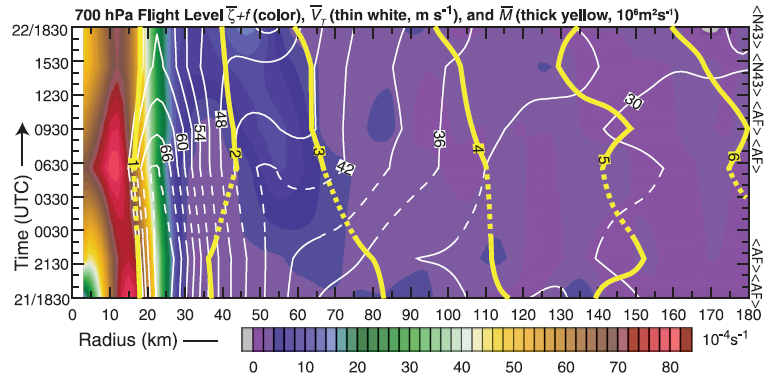 700 hPa Flight Level ζ̅+f (color), V̅_T (thin white, m s⁻¹), and M̅ (thick yellow, 10⁶m²s⁻¹)
22/1830
1530
1230
0930
0630
0330
0030
2130
21/1830
Time (UTC)
66
60
54
48
42
36
30
1
2
3
4
5
6
<N43>
<N43>
<AF>
<AF>
<AF>
<AF>
0 10 20 30 40 50 60 70 80 90 100 110 120 130 140 150 160 170 180
Radius (km)
0 10 20 30 40 50 60 70 80
10⁻⁴s⁻¹